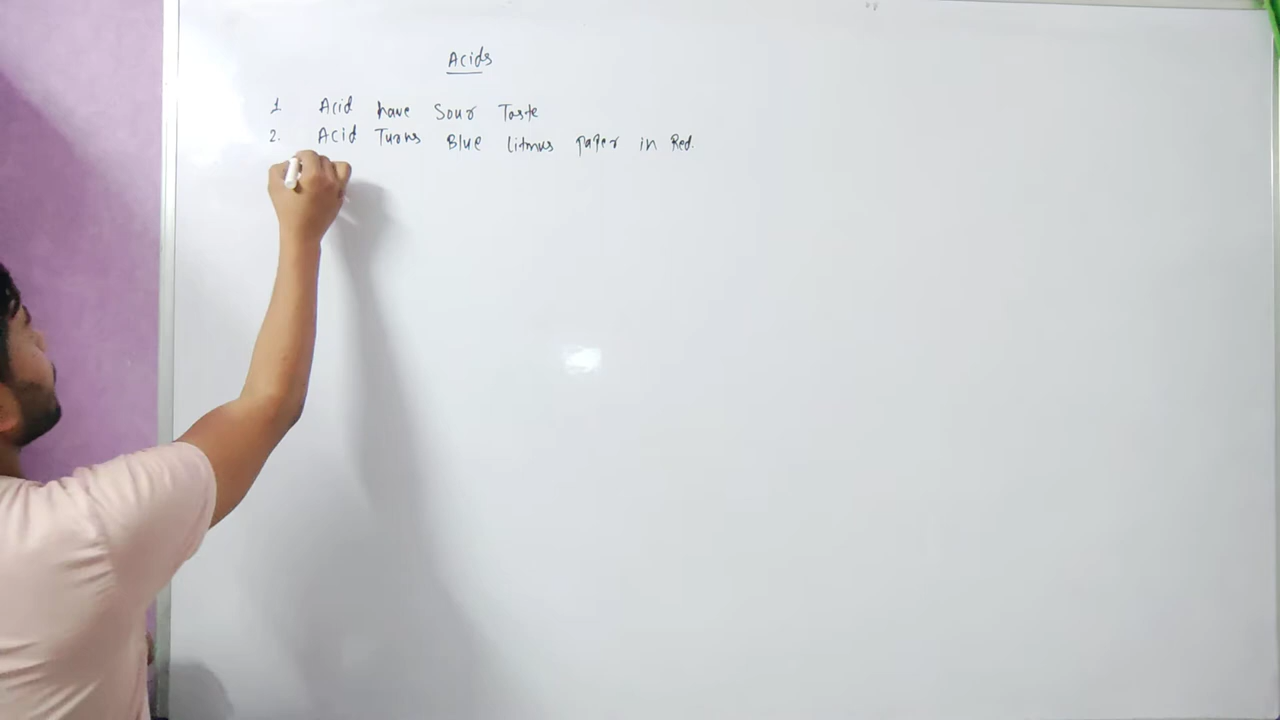 Acids
1 Acid have Sour Taste
2. Acid Turns Blue litmus paper in Red.